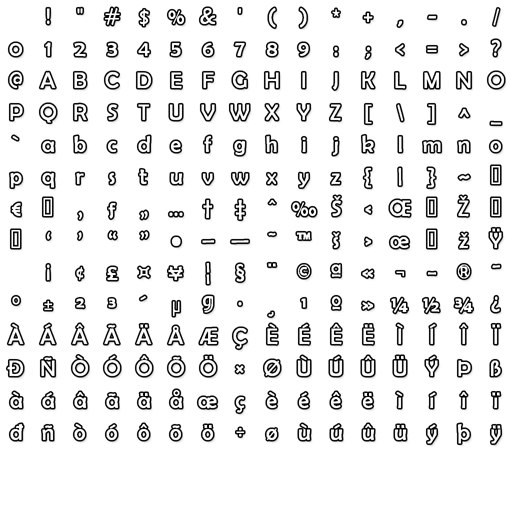 ! " # $ % & ' ( ) * + , - . /
0 1 2 3 4 5 6 7 8 9 : ; < = > ?
@ A B C D E F G H I J K L M N O
P Q R S T U V W X Y Z [ \ ] ^ _
` a b c d e f g h i j k l m n o
p q r s t u v w x y z { | } ~ ▯
€ ▯ ‚ ƒ „ … † ‡ ˆ ‰ Š ‹ Œ ▯ Ž ▯
▯ ‘ ’ “ ” • – — ˜ ™ š › œ ▯ ž Ÿ
¡ ¢ £ ¤ ¥ ¦ § ¨ © ª « ¬ - ® ¯
° ± ² ³ ´ µ g · ¸ ¹ º » ¼ ½ ¾ ¿
À Á Â Ã Ä Å Æ Ç È É Ê Ë Ì Í Î Ï
Ð Ñ Ò Ó Ô Õ Ö × Ø Ù Ú Û Ü Ý Þ ß
à á â ã ä å æ ç è é ê ë ì í î ï
ð ñ ò ó ô õ ö ÷ ø ù ú û ü ý þ ÿ